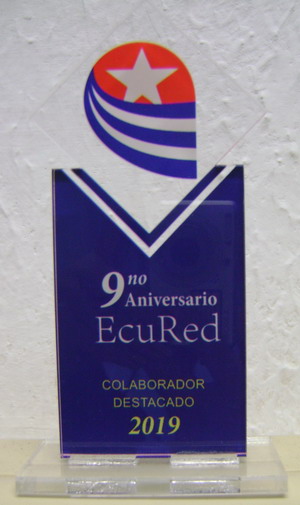 9no
Aniversario
EcuRed
COLABORADOR
DESTACADO
2019